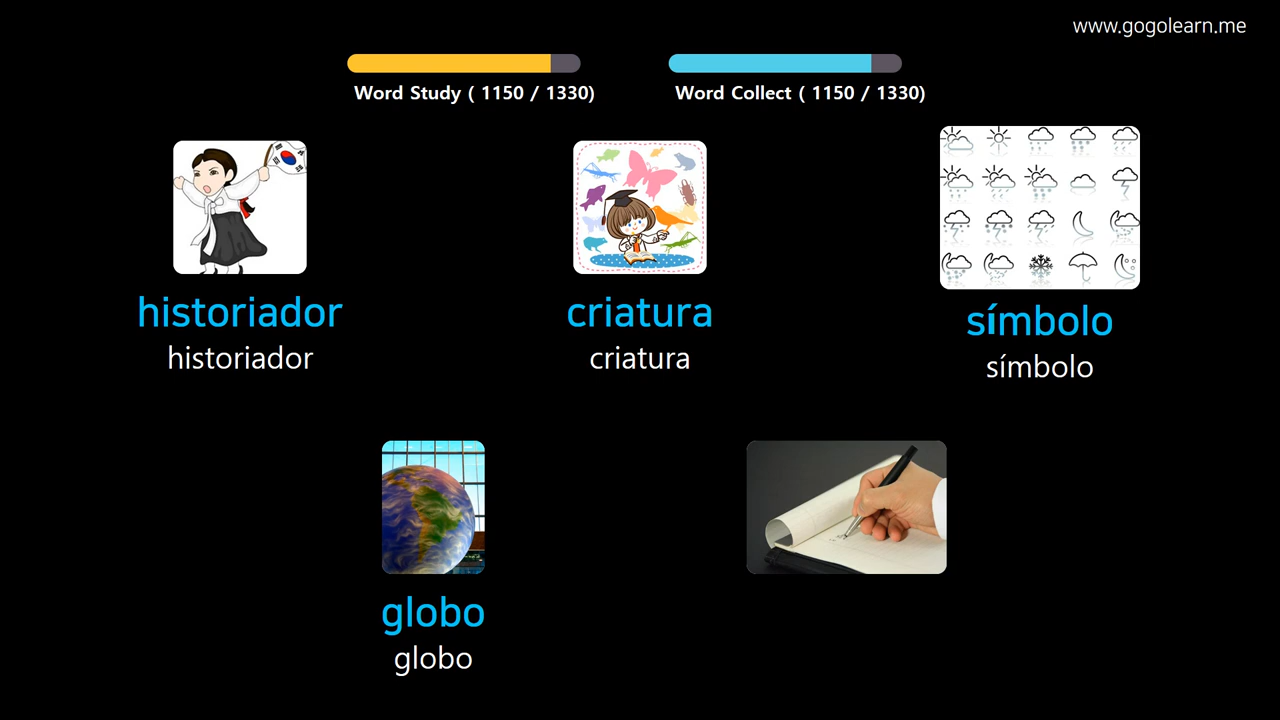 www.gogolearn.me
Word Study ( 1150 / 1330)
Word Collect ( 1150 / 1330)
historiador
historiador
criatura
criatura
símbolo
símbolo
globo
globo